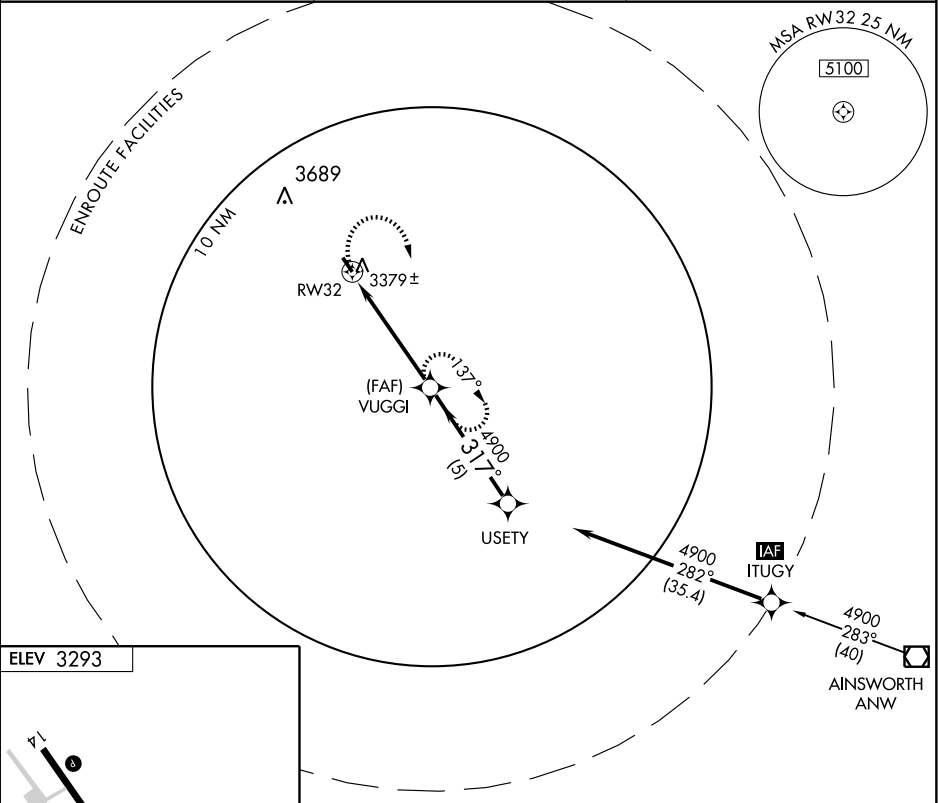 MSA RW32 25 NM
5100
ENROUTE FACILITIES
10 NM
3689
RW32
3379±
(FAF)
VUGGI
137°
4900
317°
(5)
USETY
4900
282°
(35.4)
IAF
ITUGY
4900
283°
(40)
AINSWORTH
ANW
ELEV 3293
14
P